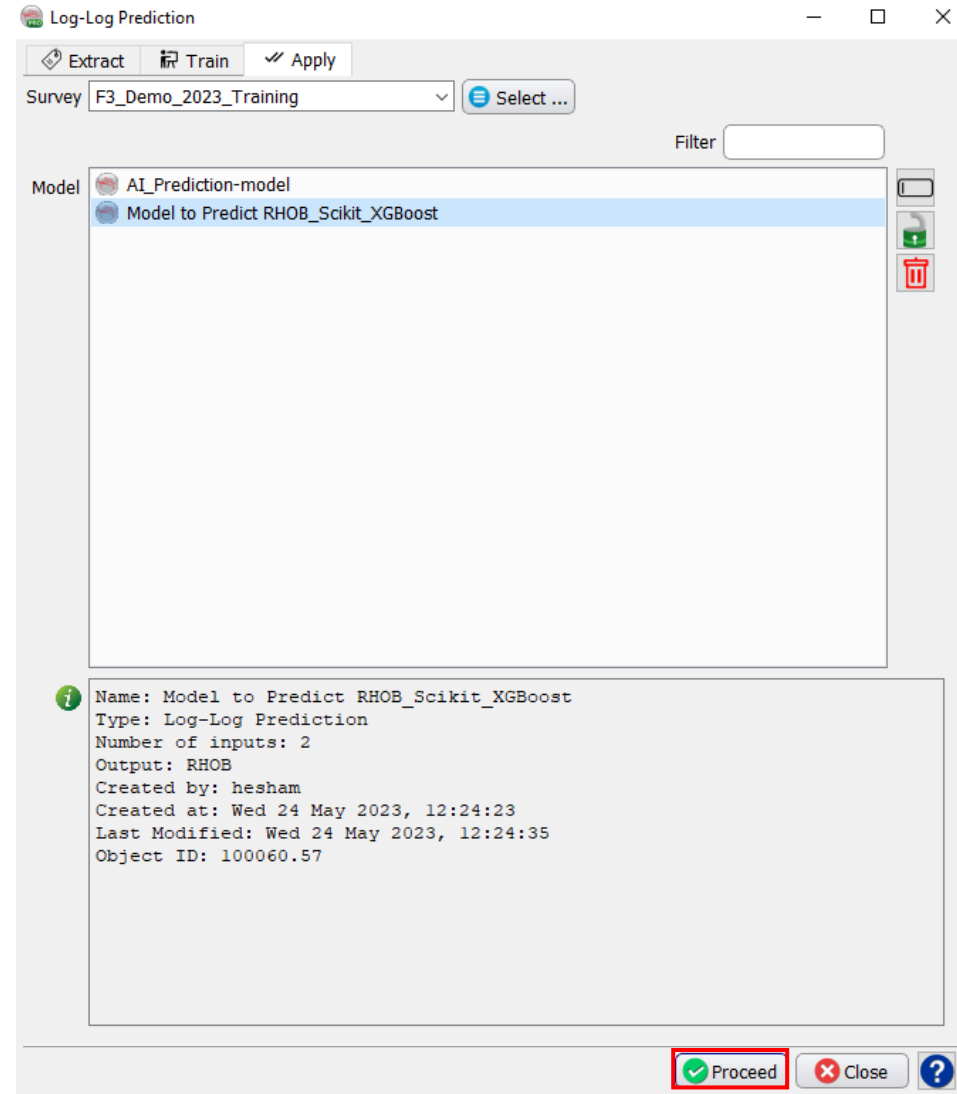 Log-Log Prediction
Extract Train Apply
Survey F3_Demo_2023_Training Select ...
Filter
Model AI_Prediction-model
Model to Predict RHOB_Scikit_XGBoost
Name: Model to Predict RHOB_Scikit_XGBoost
Type: Log-Log Prediction
Number of inputs: 2
Output: RHOB
Created by: hesham
Created at: Wed 24 May 2023, 12:24:23
Last Modified: Wed 24 May 2023, 12:24:35
Object ID: 100060.57
Proceed Close ?